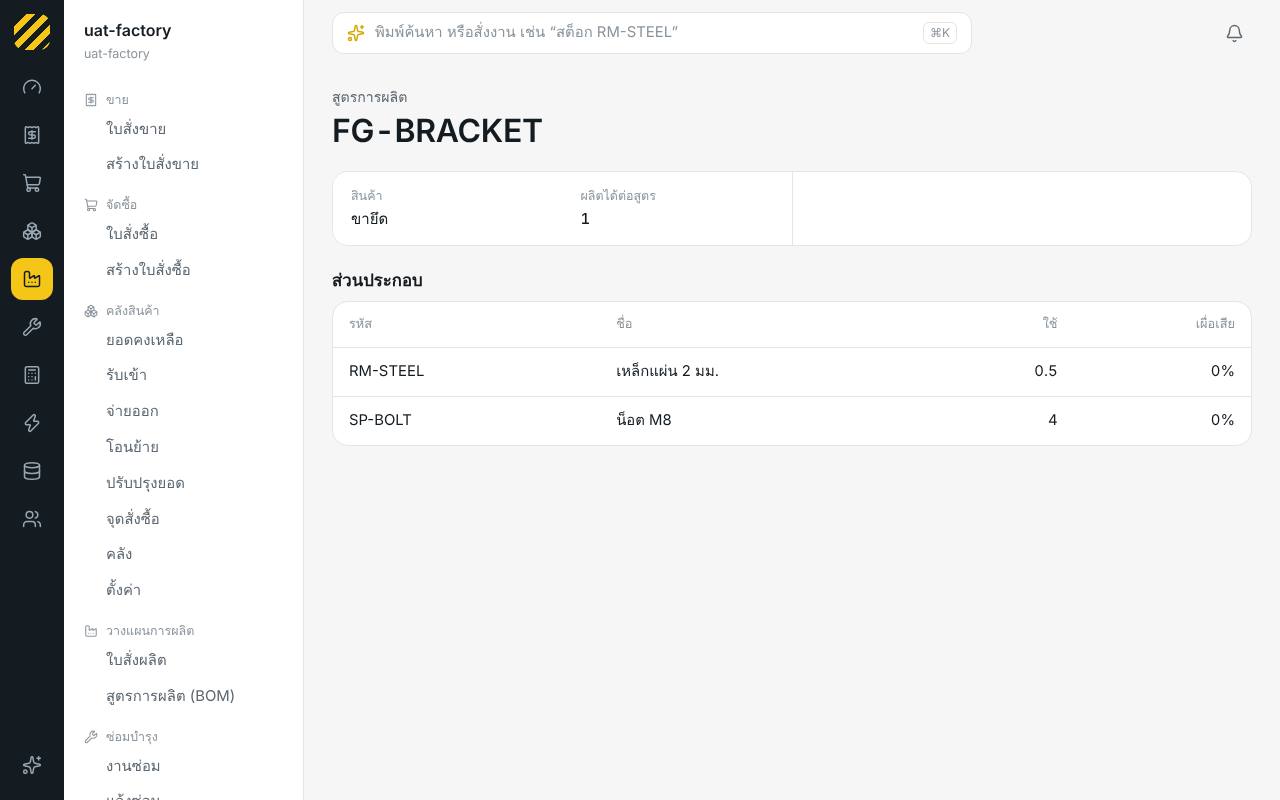 uat-factory
uat-factory
ขาย
ใบสั่งขาย
สร้างใบสั่งขาย
จัดซื้อ
ใบสั่งซื้อ
สร้างใบสั่งซื้อ
คลังสินค้า
ยอดคงเหลือ
รับเข้า
จ่ายออก
โอนย้าย
ปรับปรุงยอด
จุดสั่งซื้อ
คลัง
ตั้งค่า
วางแผนการผลิต
ใบสั่งผลิต
สูตรการผลิต (BOM)
ซ่อมบำรุง
งานซ่อม
พิมพ์ค้นหา หรือสั่งงาน เช่น “สต็อก RM-STEEL” ⌘K
สูตรการผลิต
FG-BRACKET
สินค้า ผลิตได้ต่อสูตร
ขายึด 1
ส่วนประกอบ
รหัส ชื่อ ใช้ เผื่อเสีย
RM-STEEL เหล็กแผ่น 2 มม. 0.5 0%
SP-BOLT น็อต M8 4 0%